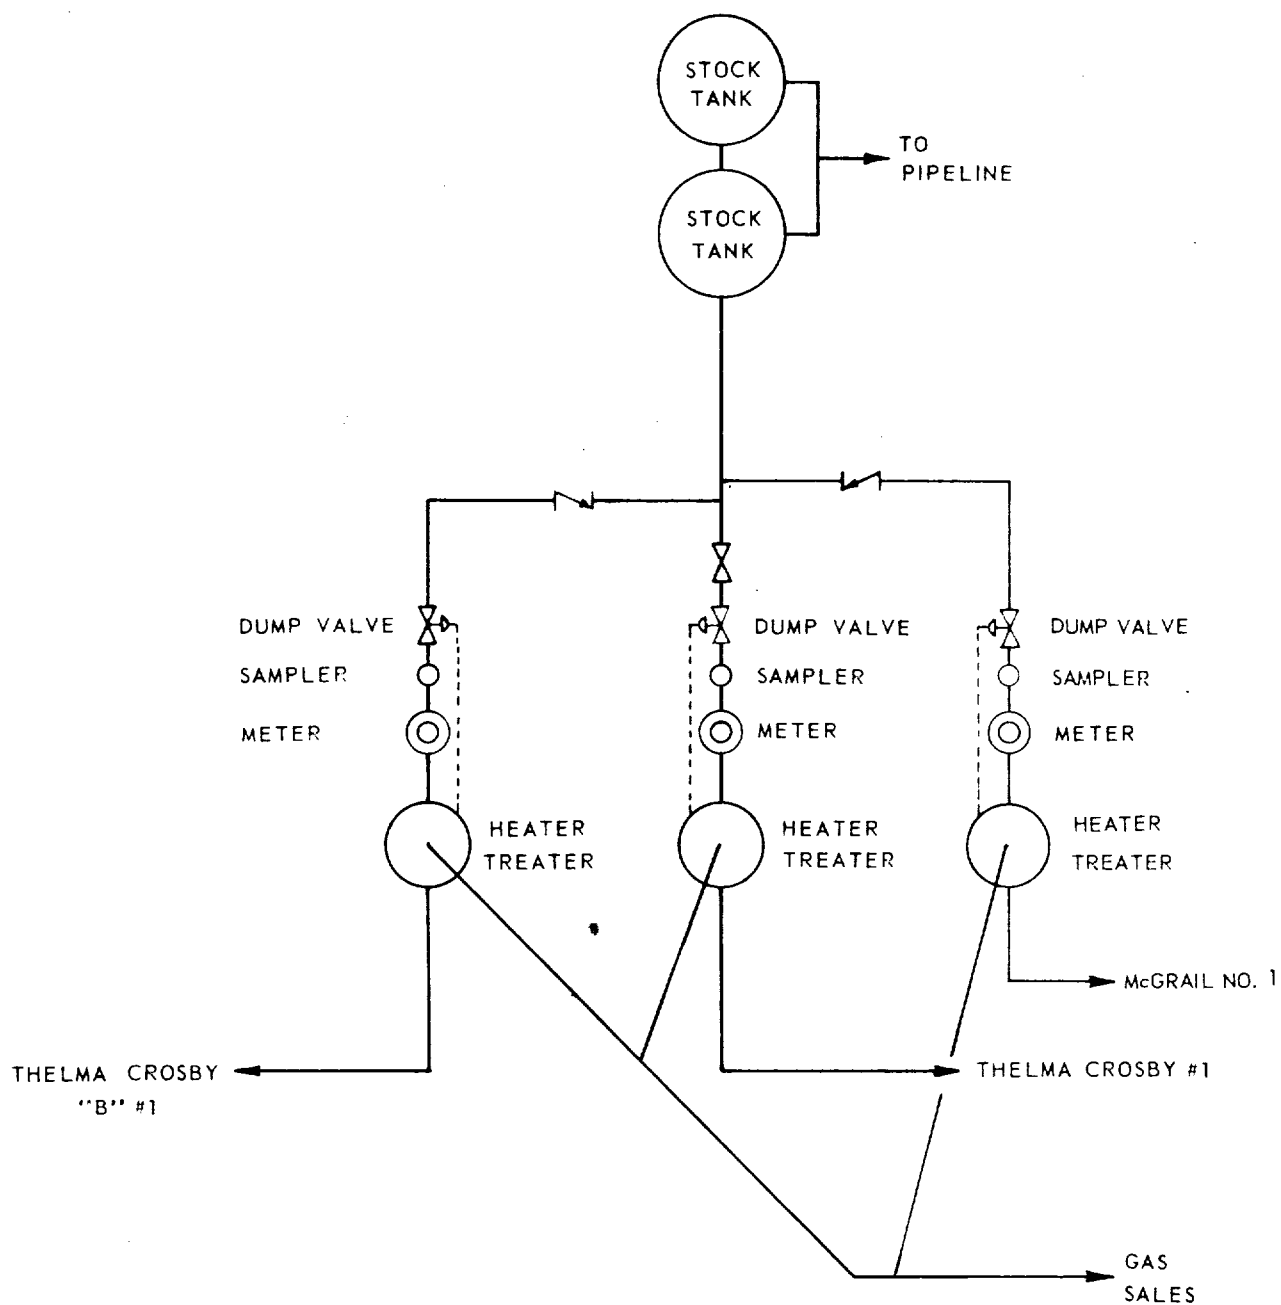 STOCK
TANK
TO
PIPELINE
STOCK
TANK
DUMP VALVE
DUMP VALVE
DUMP VALVE
SAMPLER
SAMPLER
SAMPLER
METER
METER
METER
HEATER
TREATER
HEATER
TREATER
HEATER
TREATER
McGRAIL NO. 1
THELMA CROSBY
"B" #1
THELMA CROSBY #1
GAS
SALES